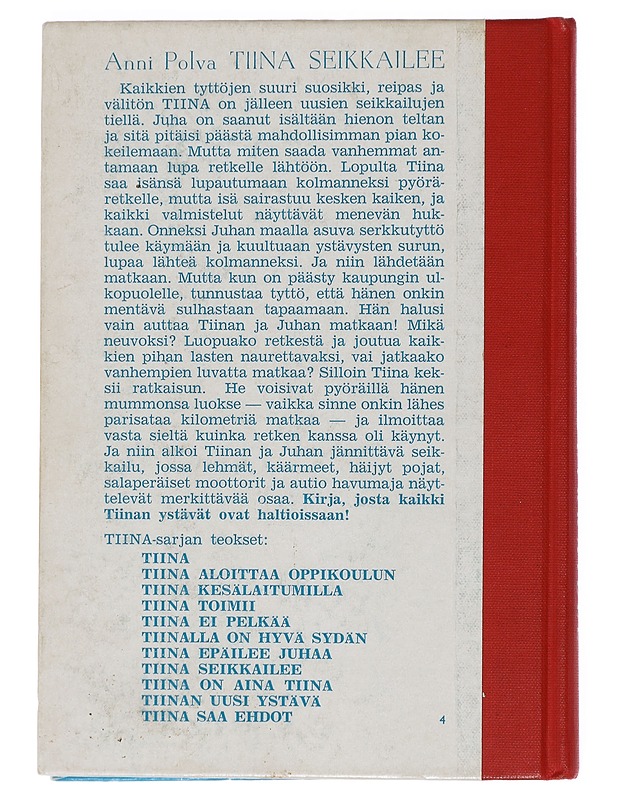 Anni Polva TIINA SEIKKAILEE
Kaikkien tyttöjen suuri suosikki, reipas ja
välitön TIINA on jälleen uusien seikkailujen
tiellä. Juha on saanut isältään hienon teltan
ja sitä pitäisi päästä mahdollisimman pian ko-
keilemaan. Mutta miten saada vanhemmat an-
tamaan lupa retkelle lähtöön. Lopulta Tiina
saa isänsä lupautumaan kolmanneksi pyörä-
retkelle, mutta isä sairastuu kesken kaiken, ja
kaikki valmistelut näyttävät menevän huk-
kaan. Onneksi Juhan maalla asuva serkkutyttö
tulee käymään ja kuultuaan ystävysten surun,
lupaa lähteä kolmanneksi. Ja niin lähdetään
matkaan. Mutta kun on päästy kaupungin ul-
kopuolelle, tunnustaa tyttö, että hänen onkin
mentävä sulhastaan tapaamaan. Hän halusi
vain auttaa Tiinan ja Juhan matkaan! Mikä
neuvoksi? Luopuako retkestä ja joutua kaik-
kien pihan lasten naurettavaksi, vai jatkaako
vanhempien luvatta matkaa? Silloin Tiina kek-
sii ratkaisun. He voisivat pyöräillä hänen
mummonsa luokse — vaikka sinne onkin lähes
parisataa kilometriä matkaa — ja ilmoittaa
vasta sieltä kuinka retken kanssa oli käynyt.
Ja niin alkoi Tiinan ja Juhan jännittävä seik-
kailu, jossa lehmät, käärmeet, häijyt pojat,
salaperäiset moottorit ja autio havumaja näyt-
televät merkittävää osaa. Kirja, josta kaikki
Tiinan ystävät ovat haltioissaan!
TIINA-sarjan teokset:
TIINA
TIINA ALOITTAA OPPIKOULUN
TIINA KESÄLAITUMILLA
TIINA TOIMII
TIINA EI PELKÄÄ
TIINALLA ON HYVÄ SYDÄN
TIINA EPÄILEE JUHAA
TIINA SEIKKAILEE
TIINA ON AINA TIINA
TIINAN UUSI YSTÄVÄ
TIINA SAA EHDOT
4